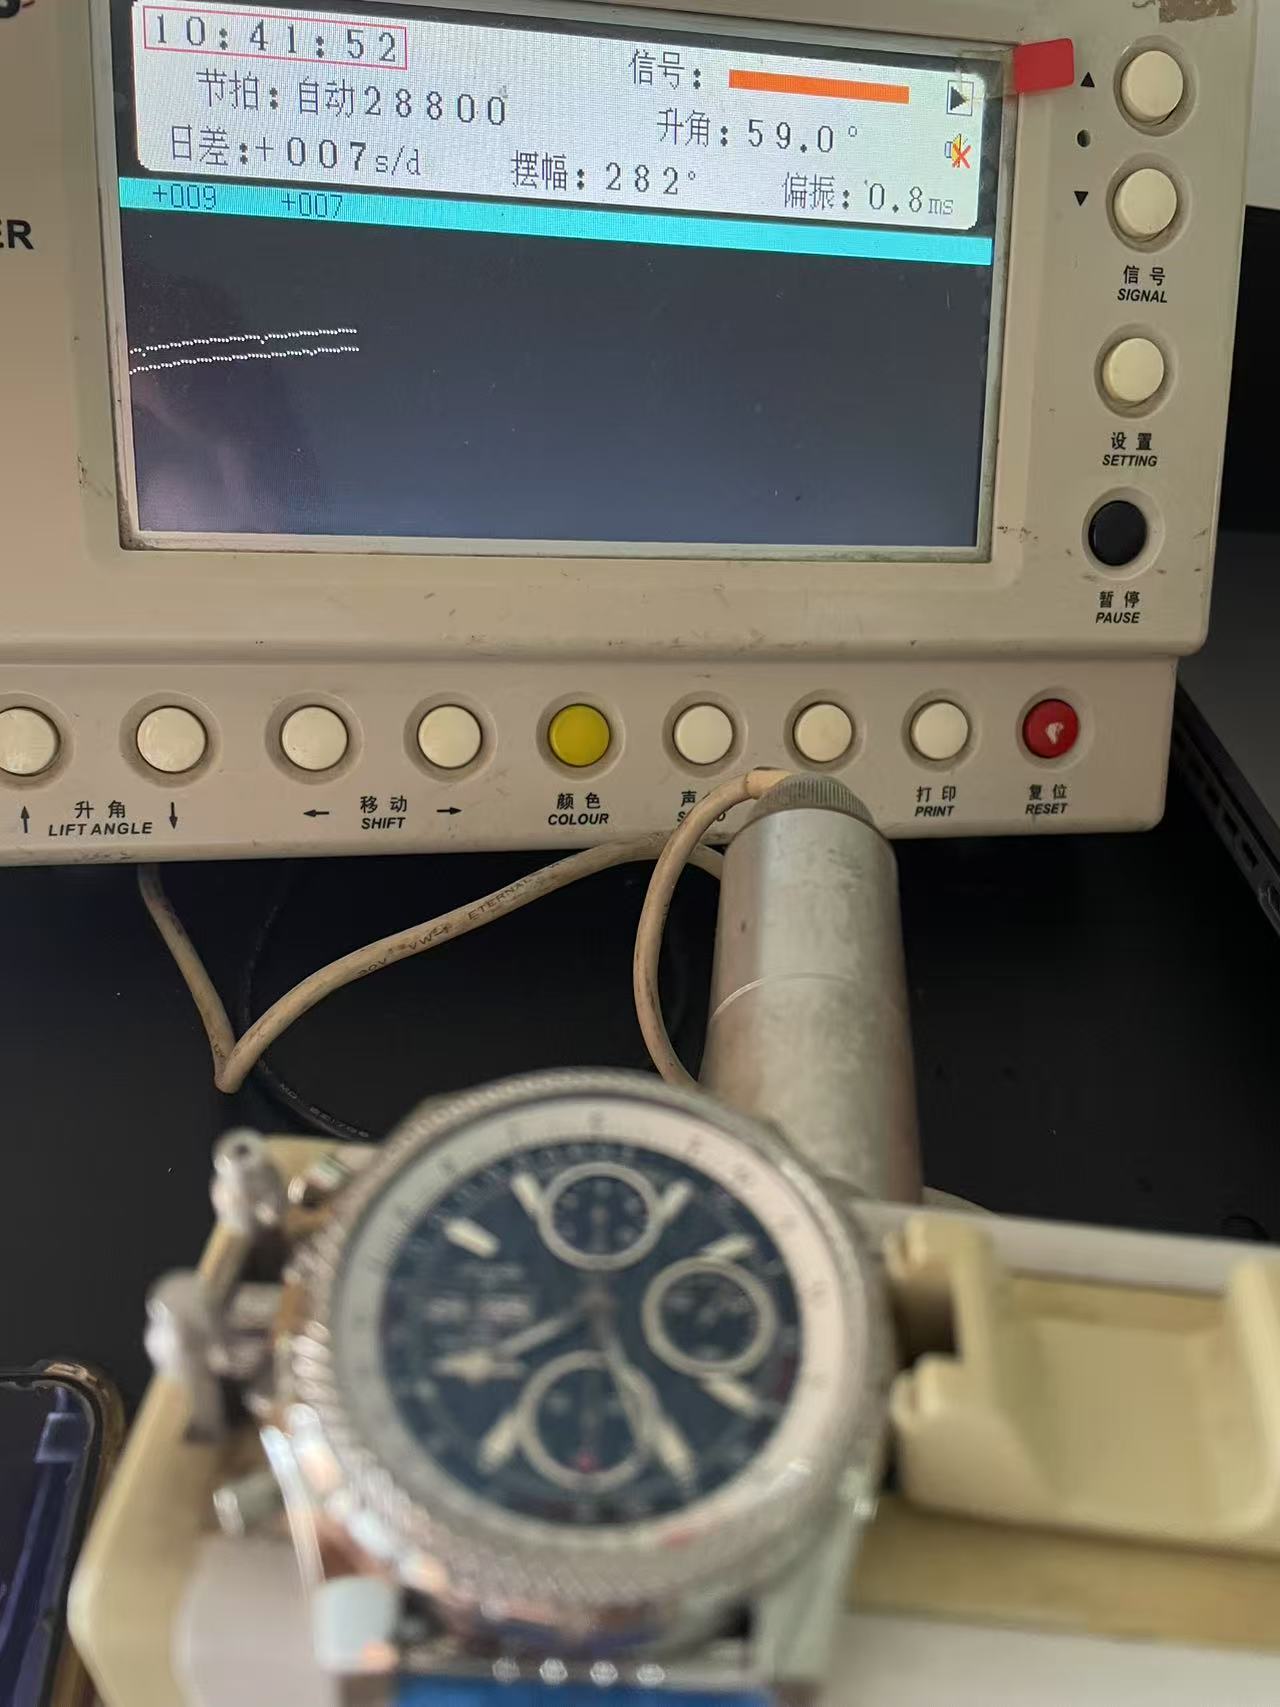 10:41:52
信号:
节拍: 自动28800
升角: 59.0°
日差:+007s/d
摆幅: 282°
偏振: 0.8ms
+009 +007
ER
信号
SIGNAL
设置
SETTING
暂停
PAUSE
升角
LIFT ANGLE
移动
SHIFT
颜色
COLOUR
声
打印
PRINT
复位
RESET
ETERNAL